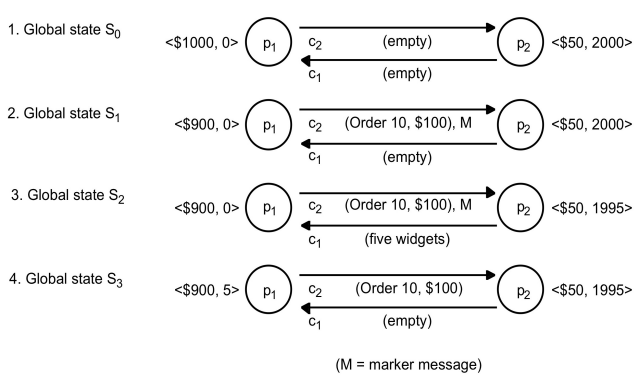 1. Global state S0
<$1000, 0> p1 c2 (empty) p2 <$50, 2000>
c1 (empty)
2. Global state S1
<$900, 0> p1 c2 (Order 10, $100), M p2 <$50, 2000>
c1 (empty)
3. Global state S2
<$900, 0> p1 c2 (Order 10, $100), M p2 <$50, 1995>
c1 (five widgets)
4. Global state S3
<$900, 5> p1 c2 (Order 10, $100) p2 <$50, 1995>
c1 (empty)
(M = marker message)